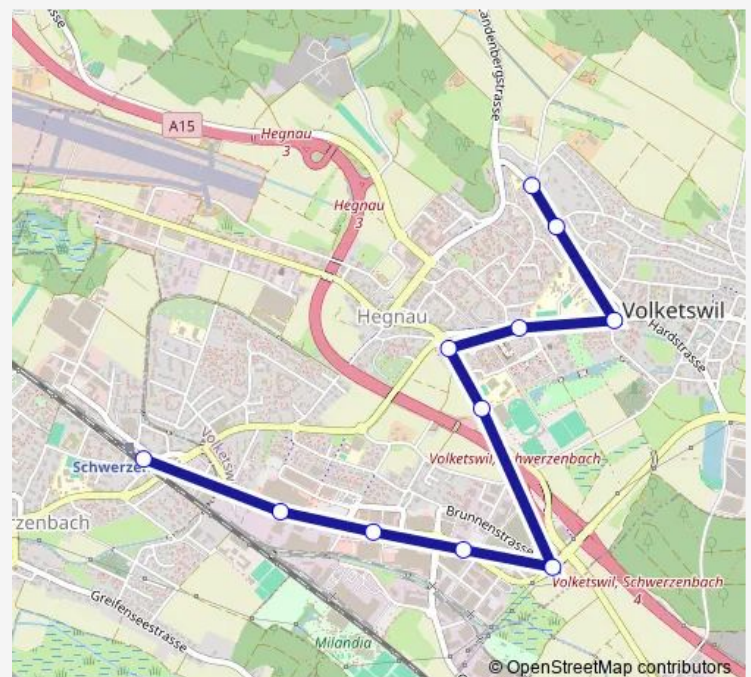 andenbergstrasse
A15
Hegnau
3
Hegnau
3
Hegnau
Volketswil
Hardstrasse
Volketsw
Schwerze
Volketswil, Schwerzenbach
erzenbach
Brunnenstrasse
Volketswil, Schwerzenbach
4
Greifenseestrasse
Milandia
© OpenStreetMap contributors